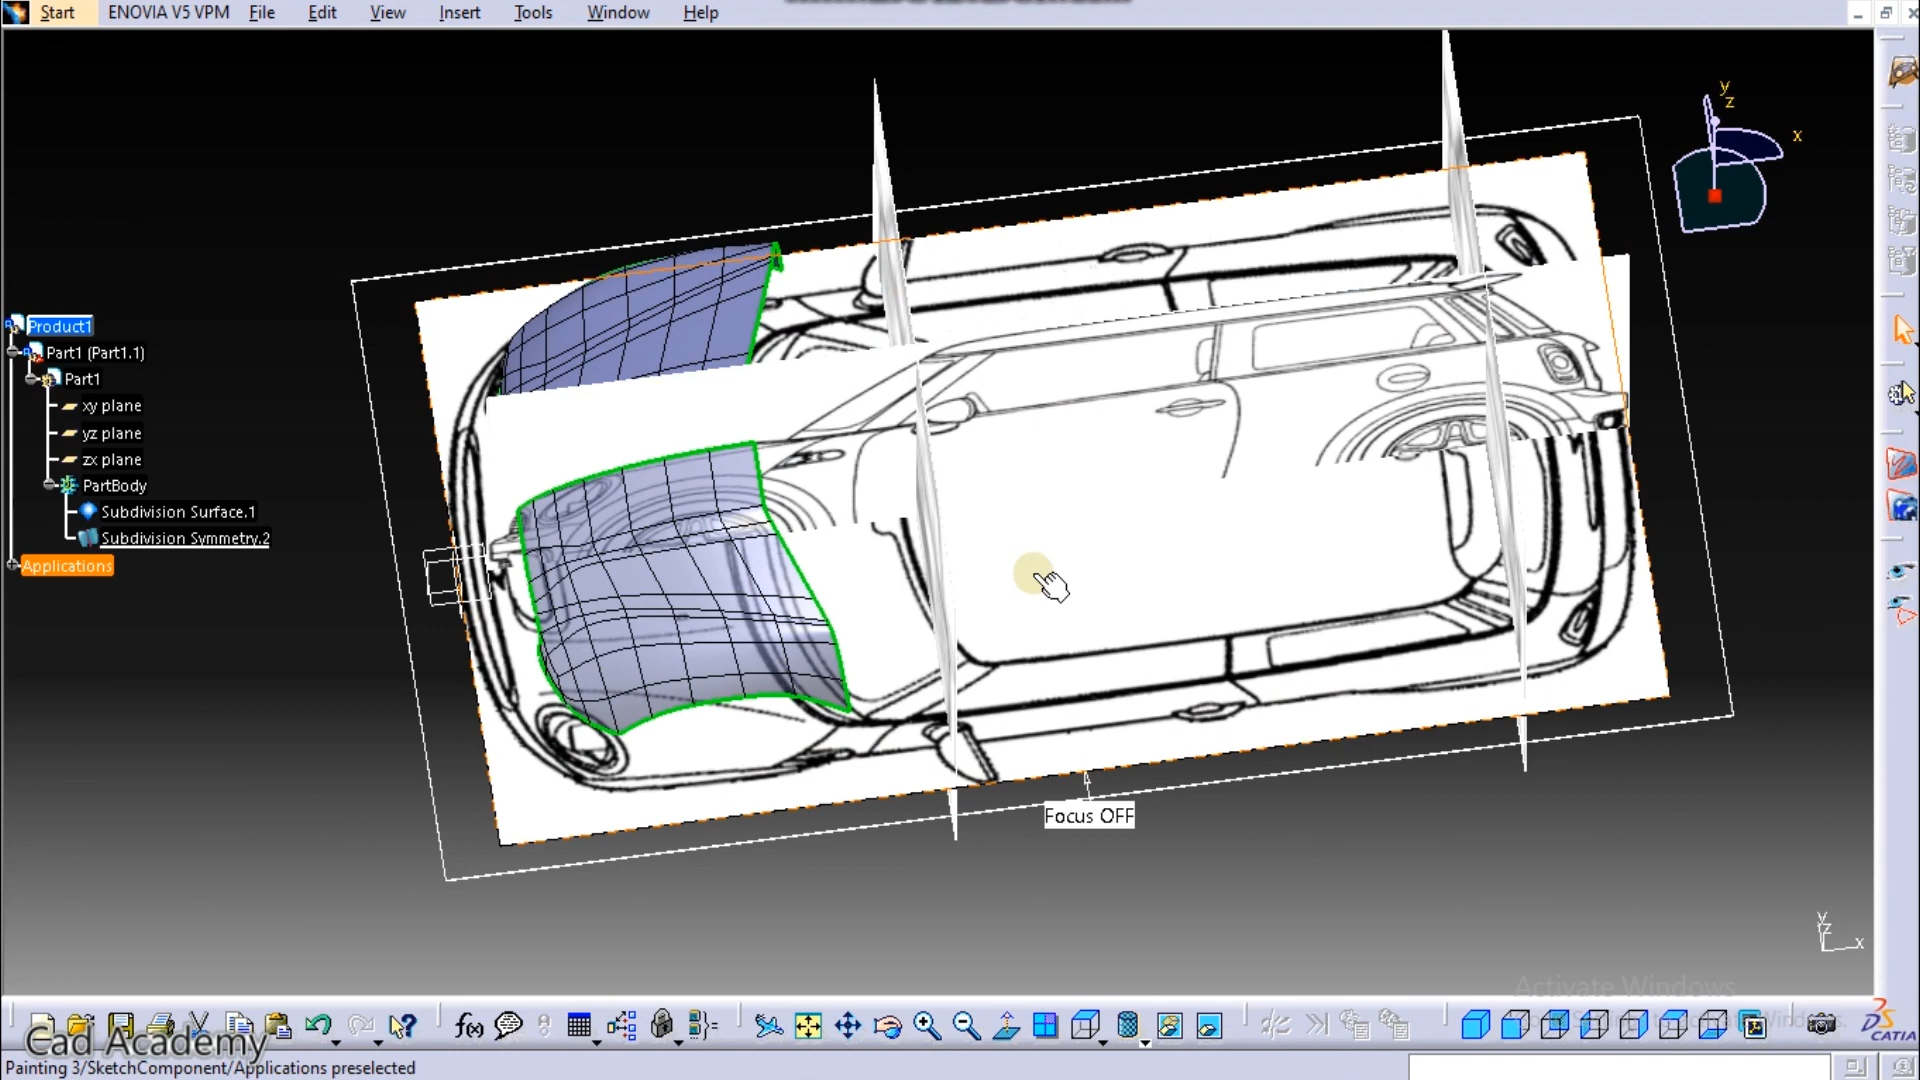 Start ENOVIA V5 VPM File Edit View Insert Tools Window Help
y
z
x
Product1
Part1 (Part1.1)
Part1
xy plane
yz plane
zx plane
PartBody
Subdivision Surface.1
Subdivision Symmetry.2
Applications
Focus OFF
y
z
x
Activate Windows
f(x)
Cad Academy
CATIA
Painting 3/SketchComponent/Applications preselected